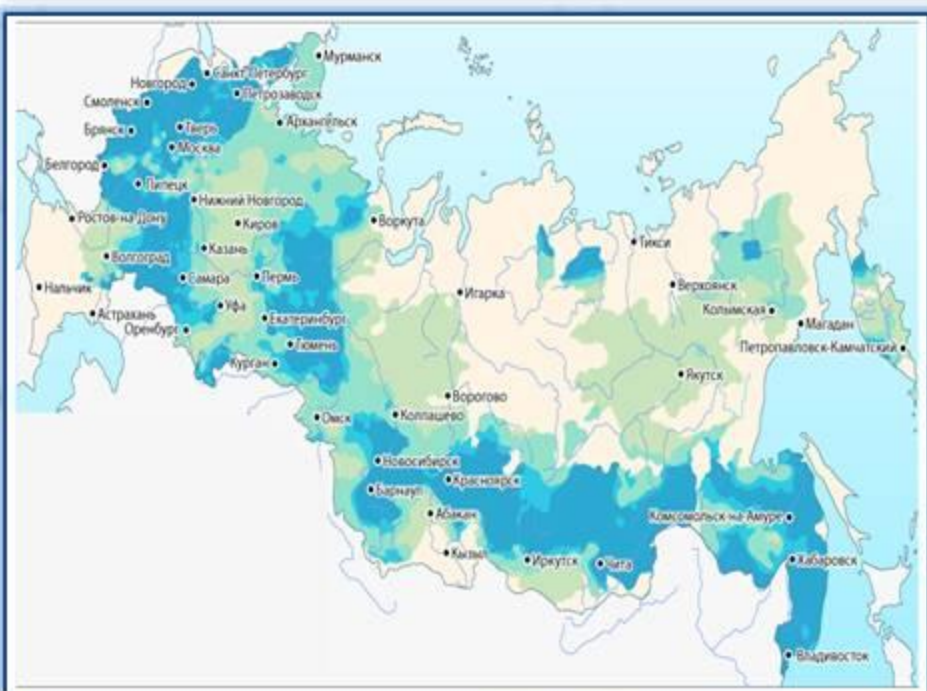 Мурманск
Санкт-Петербург
Новгород
Петрозаводск
Смоленск
Архангельск
Брянск
Тверь
Москва
Белгород
Липецк
Нижний Новгород
Ростов-на-Дону
Киров
Воркута
Казань
Волгоград
Тикси
Самара
Пермь
Верхоянск
Нальчик
Игарка
Уфа
Колымская
Астрахань
Екатеринбург
Магадан
Оренбург
Тюмень
Петропавловск-Камчатский
Курган
Якутск
Ворогово
Омск
Колпашево
Новосибирск
Красноярск
Барнаул
Абакан
Комсомольск-на-Амуре
Кызыл
Иркутск
Чита
Хабаровск
Владивосток